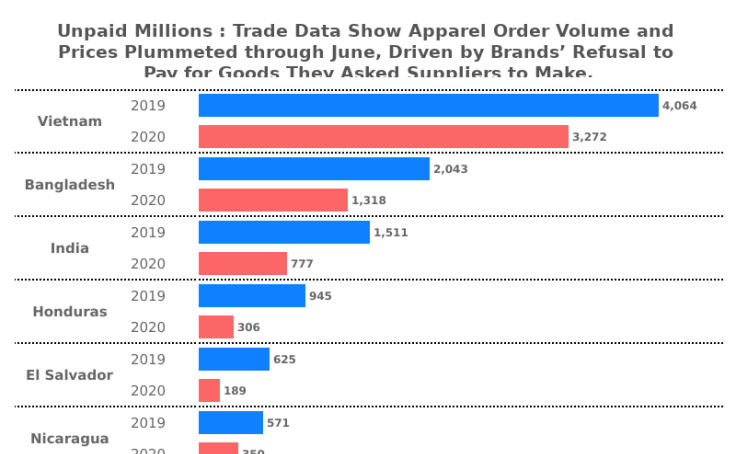 Unpaid Millions : Trade Data Show Apparel Order Volume and
Prices Plummeted through June, Driven by Brands’ Refusal to
Pay for Goods They Asked Suppliers to Make.
Vietnam
2019
4,064
2020
3,272
Bangladesh
2019
2,043
2020
1,318
India
2019
1,511
2020
777
Honduras
2019
945
2020
306
El Salvador
2019
625
2020
189
Nicaragua
2019
571
2020
350